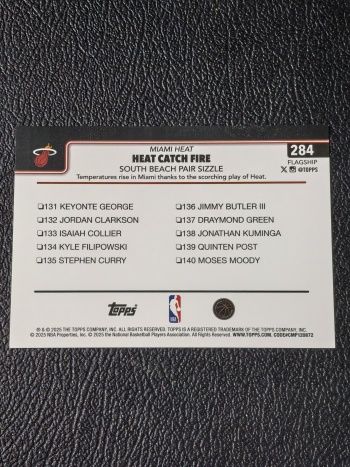 MIAMI HEAT
HEAT CATCH FIRE
SOUTH BEACH PAIR SIZZLE
Temperatures rise in Miami thanks to the scorching play of Heat.
284
FLAGSHIP
X @TOPPS
❏131 KEYONTE GEORGE
❏132 JORDAN CLARKSON
❏133 ISAIAH COLLIER
❏134 KYLE FILIPOWSKI
❏135 STEPHEN CURRY
❏136 JIMMY BUTLER III
❏137 DRAYMOND GREEN
❏138 JONATHAN KUMINGA
❏139 QUINTEN POST
❏140 MOSES MOODY
Topps
NBA
® & © 2025 THE TOPPS COMPANY, INC. ALL RIGHTS RESERVED. TOPPS IS A REGISTERED TRADEMARK OF THE TOPPS COMPANY, INC.
© 2025 NBA Properties, Inc. © 2025 the National Basketball Players Association. All Rights Reserved. WWW.TOPPS.COM. CODE#CMP128672